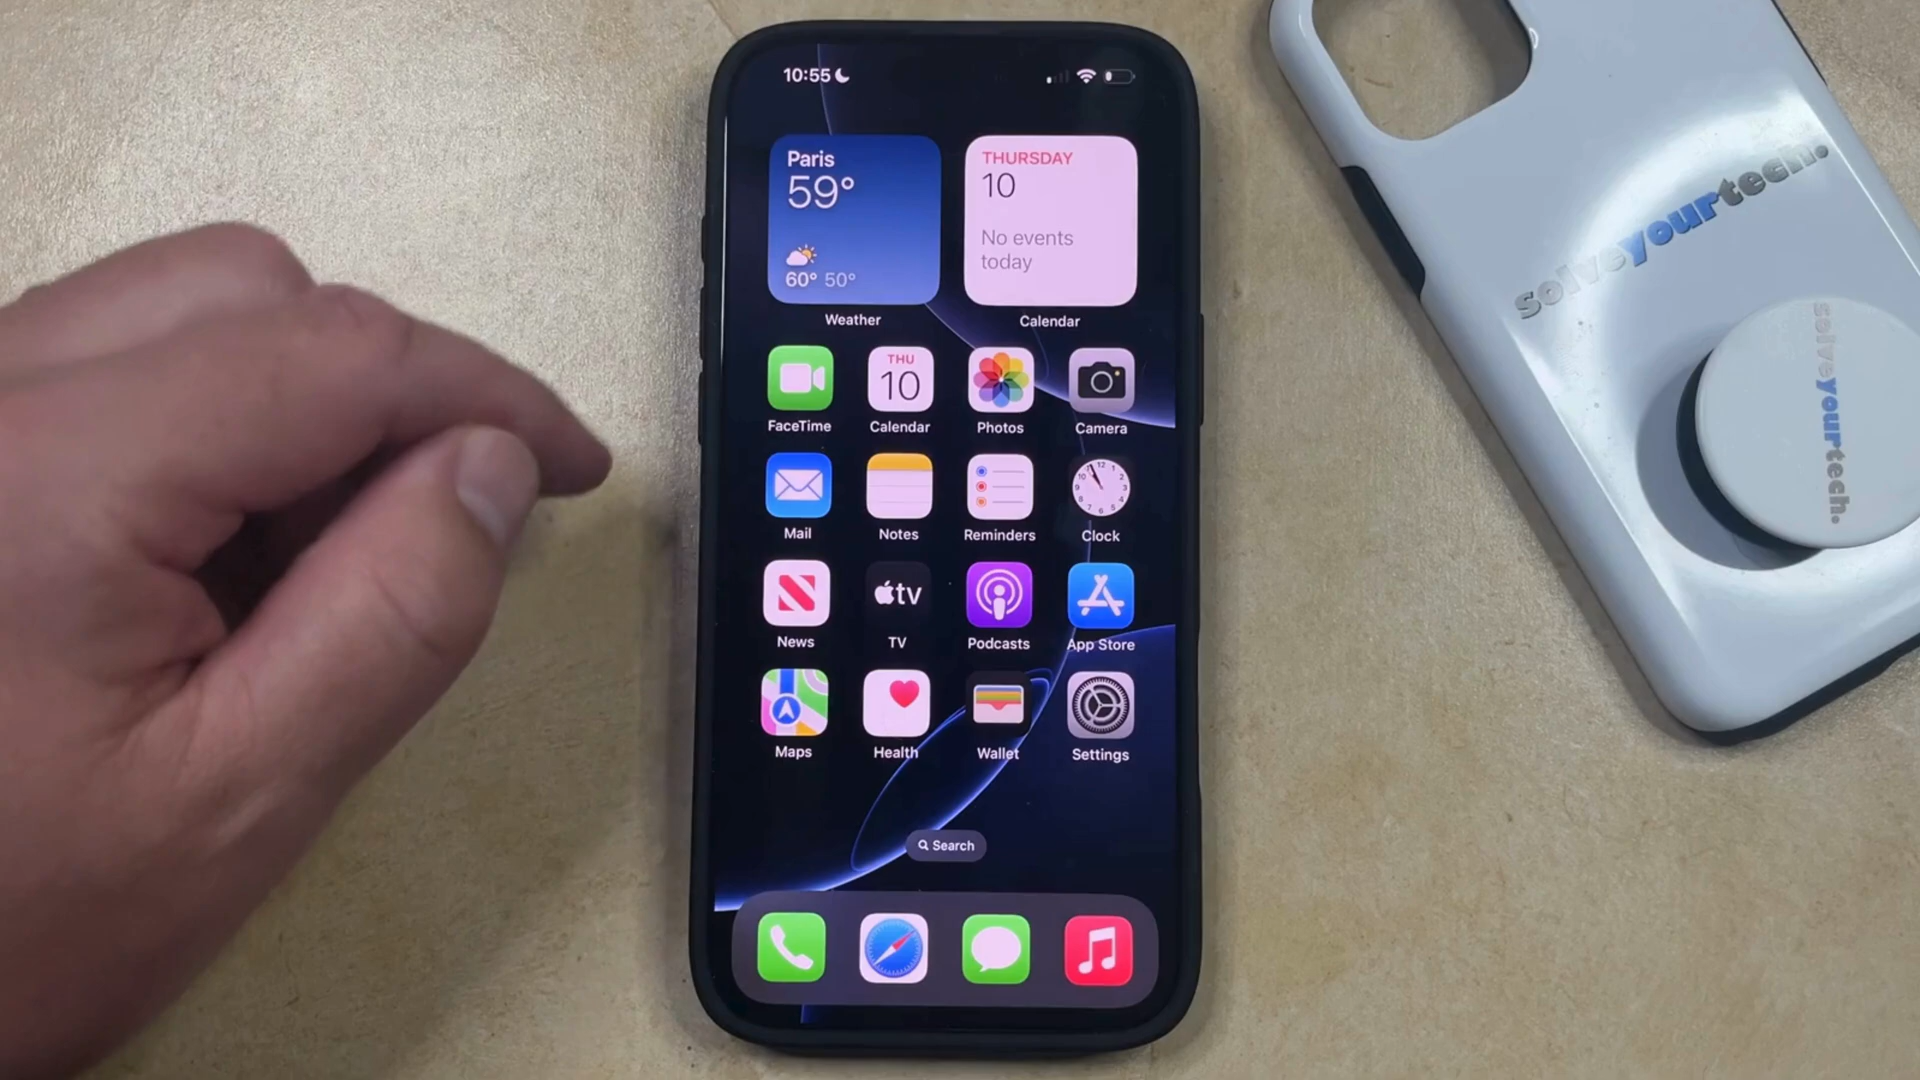 10:55
Paris
59°
60° 50°
Weather
THURSDAY
10
No events
today
Calendar
FaceTime
THU
10
Calendar
Photos
Camera
Mail
Notes
Reminders
12
Clock
News
tv
TV
Podcasts
App Store
Maps
Health
Wallet
Settings
Search
solveyourtech.
solveyourtech.